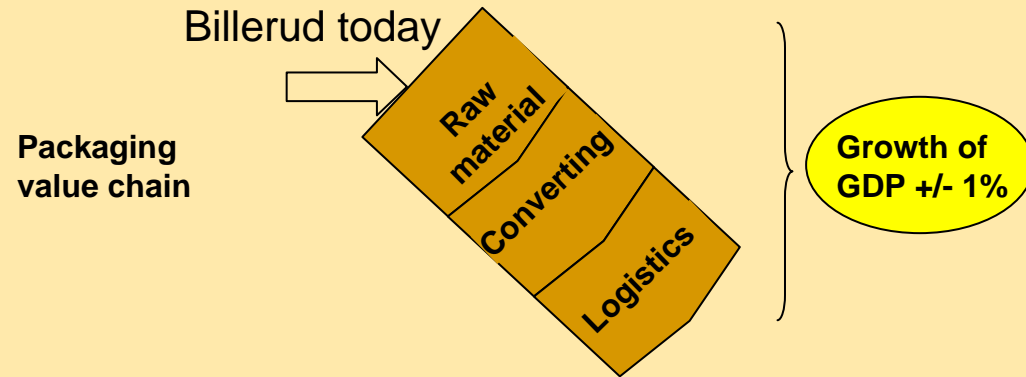 Billerud today
Raw
material
Packaging
value chain
Converting
Logistics
Growth of
GDP +/- 1%